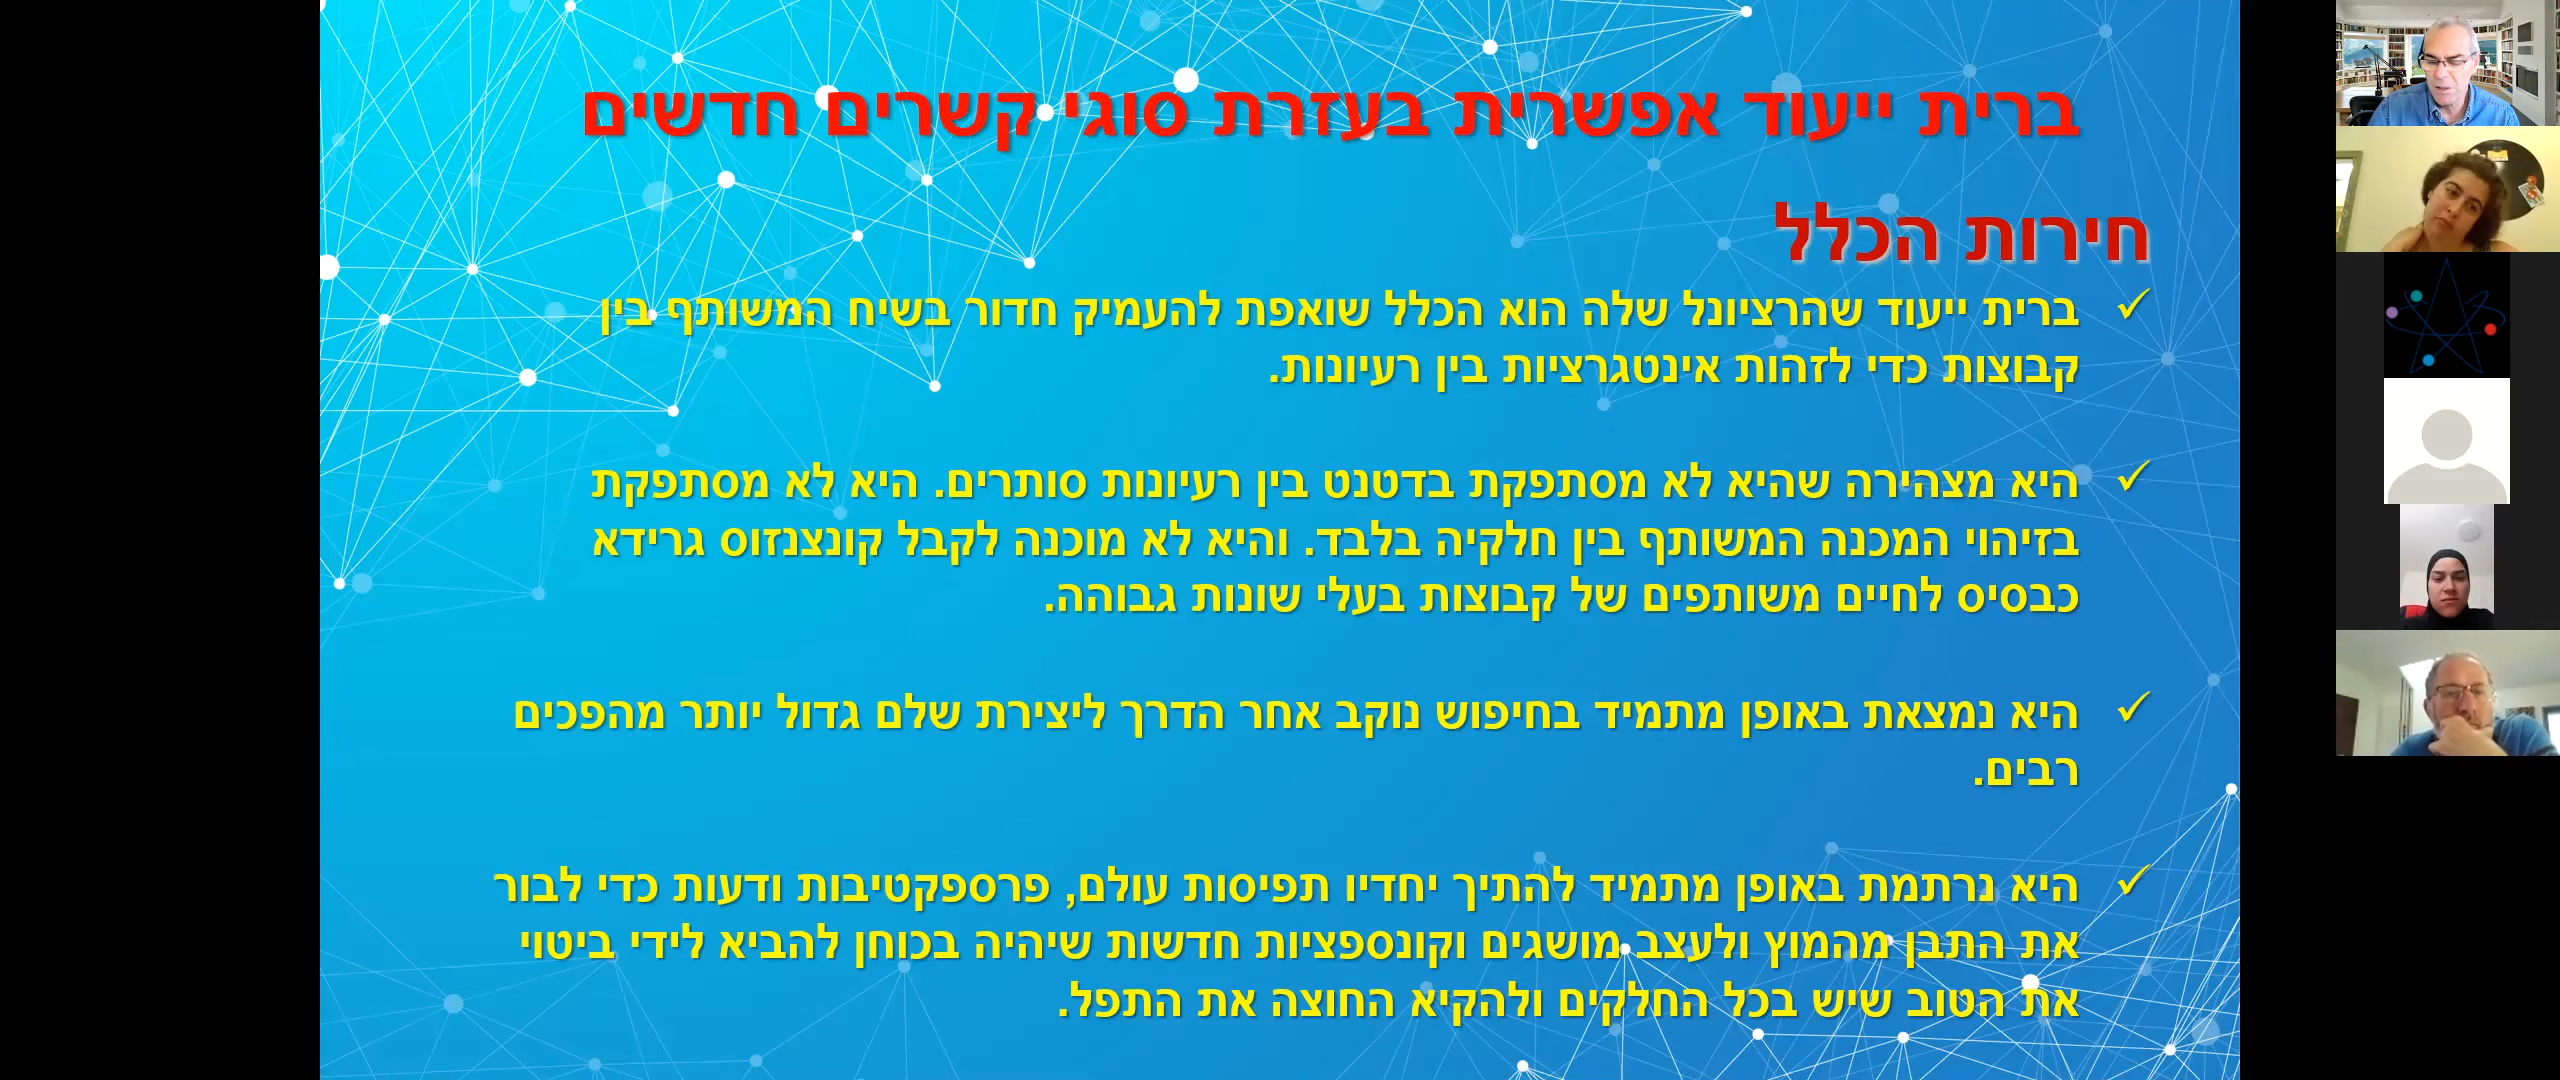 ברית ייעוד אפשרית בעזרת סוגי קשרים חדשים
חירות הכלל
✓ ברית ייעוד שהרציונל שלה הוא הכלל שואפת להעמיק חדור בשיח המשותף בין
קבוצות כדי לזהות אינטגרציות בין רעיונות.
✓ היא מצהירה שהיא לא מסתפקת בדטנט בין רעיונות סותרים. היא לא מסתפקת
בזיהוי המכנה המשותף בין חלקיה בלבד. והיא לא מוכנה לקבל קונצנזוס גרידא
כבסיס לחיים משותפים של קבוצות בעלי שונות גבוהה.
✓ היא נמצאת באופן מתמיד בחיפוש נוקב אחר הדרך ליצירת שלם גדול יותר מהפכים
רבים.
✓ היא נרתמת באופן מתמיד להתיך יחדיו תפיסות עולם, פרספקטיבות ודעות כדי לבור
את התבן מהמוץ ולעצב מושגים וקונספציות חדשות שיהיה בכוחן להביא לידי ביטוי
את הטוב שיש בכל החלקים ולהקיא החוצה את התפל.